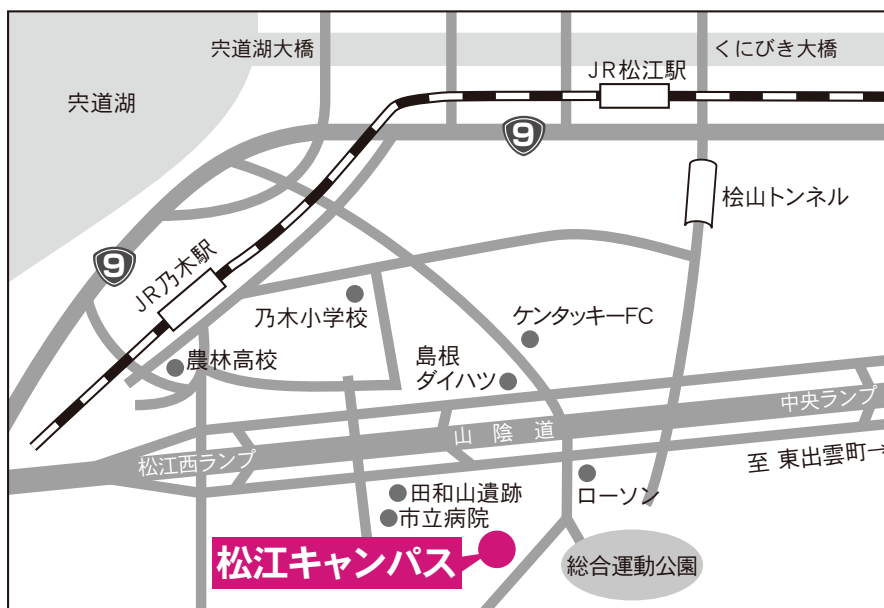 宍道湖大橋
くにびき大橋
JR松江駅
宍道湖
9
桧山トンネル
9
JR乃木駅
乃木小学校
ケンタッキーFC
農林高校
島根
ダイハツ
中央ランプ
山陰道
松江西ランプ
至 東出雲町→
田和山遺跡
ローソン
市立病院
松江キャンパス
総合運動公園